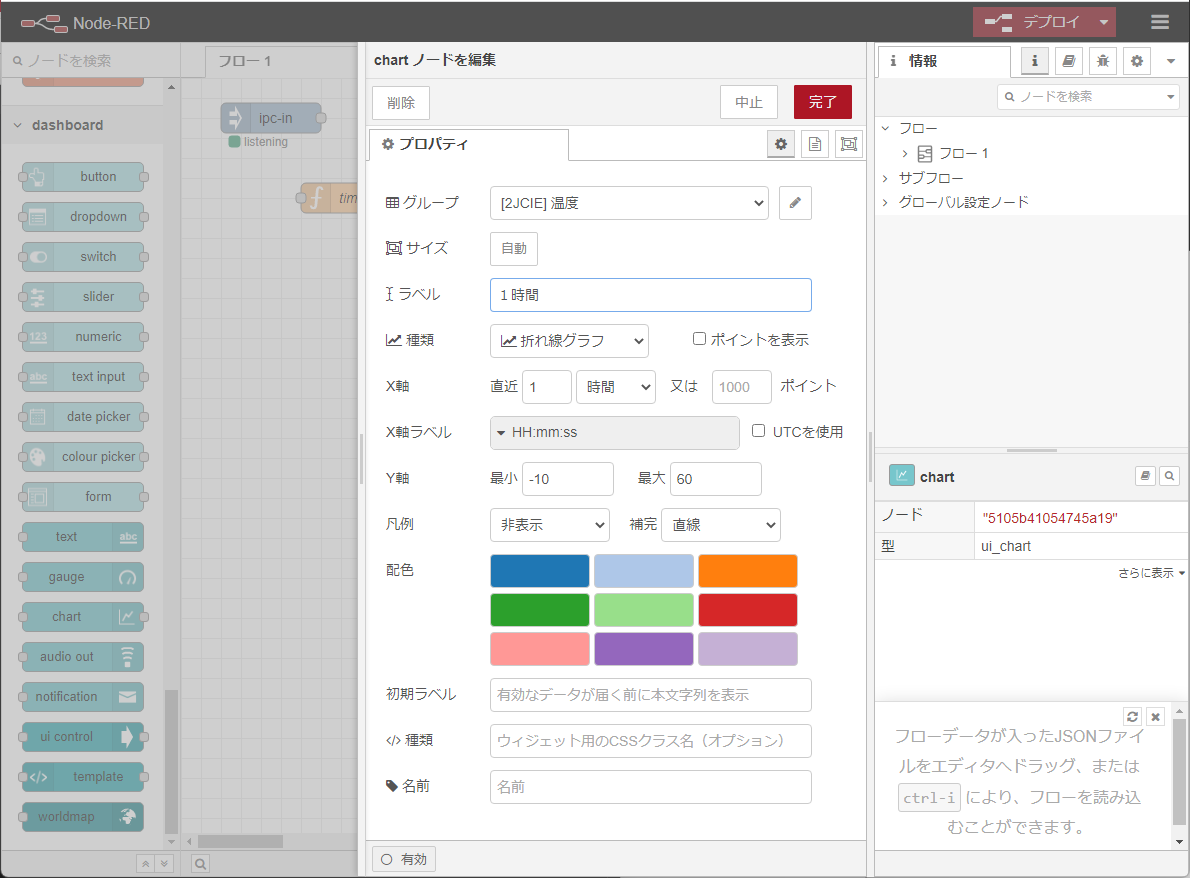 Node-RED
デプロイ
ノードを検索
dashboard
button
dropdown
switch
slider
123 numeric
abc text input
date picker
colour picker
form
text abc
gauge
chart
audio out
notification
ui control
</> template
worldmap
フロー 1
ipc-in
listening
f tim
chart ノードを編集
削除
中止
完了
プロパティ
グループ [2JCIE] 温度
サイズ 自動
ラベル 1 時間
種類 折れ線グラフ ポイントを表示
X軸 直近 1 時間 又は 1000 ポイント
X軸ラベル HH:mm:ss UTCを使用
Y軸 最小 -10 最大 60
凡例 非表示 補完 直線
配色
初期ラベル 有効なデータが届く前に本文字列を表示
</> 種類 ウィジェット用のCSSクラス名（オプション）
名前 名前
有効
i 情報
i
ノードを検索
フロー
フロー 1
サブフロー
グローバル設定ノード
chart
ノード "5105b41054745a19"
型 ui_chart
さらに表示
フローデータが入ったJSONファイ
ルをエディタへドラッグ、または
ctrl-i により、フローを読み込
むことができます。